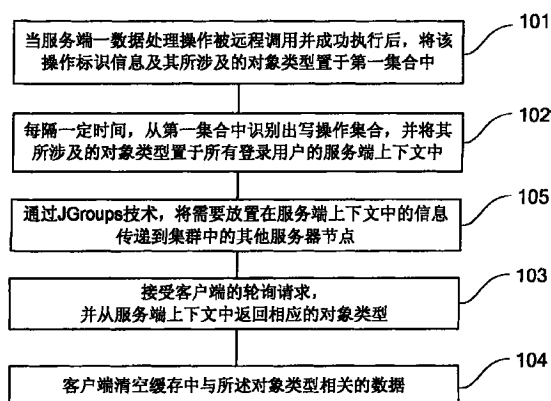 101
当服务端一数据处理操作被远程调用并成功执行后，将该
操作标识信息及其所涉及的对象类型置于第一集合中
102
每隔一定时间，从第一集合中识别出写操作集合，并将其
所涉及的对象类型置于所有登录用户的服务端上下文中
105
通过JGroups技术，将需要放置在服务端上下文中的信息
传递到集群中的其他服务器节点
103
接受客户端的轮询请求，
并从服务端上下文中返回相应的对象类型
104
客户端清空缓存中与所述对象类型相关的数据